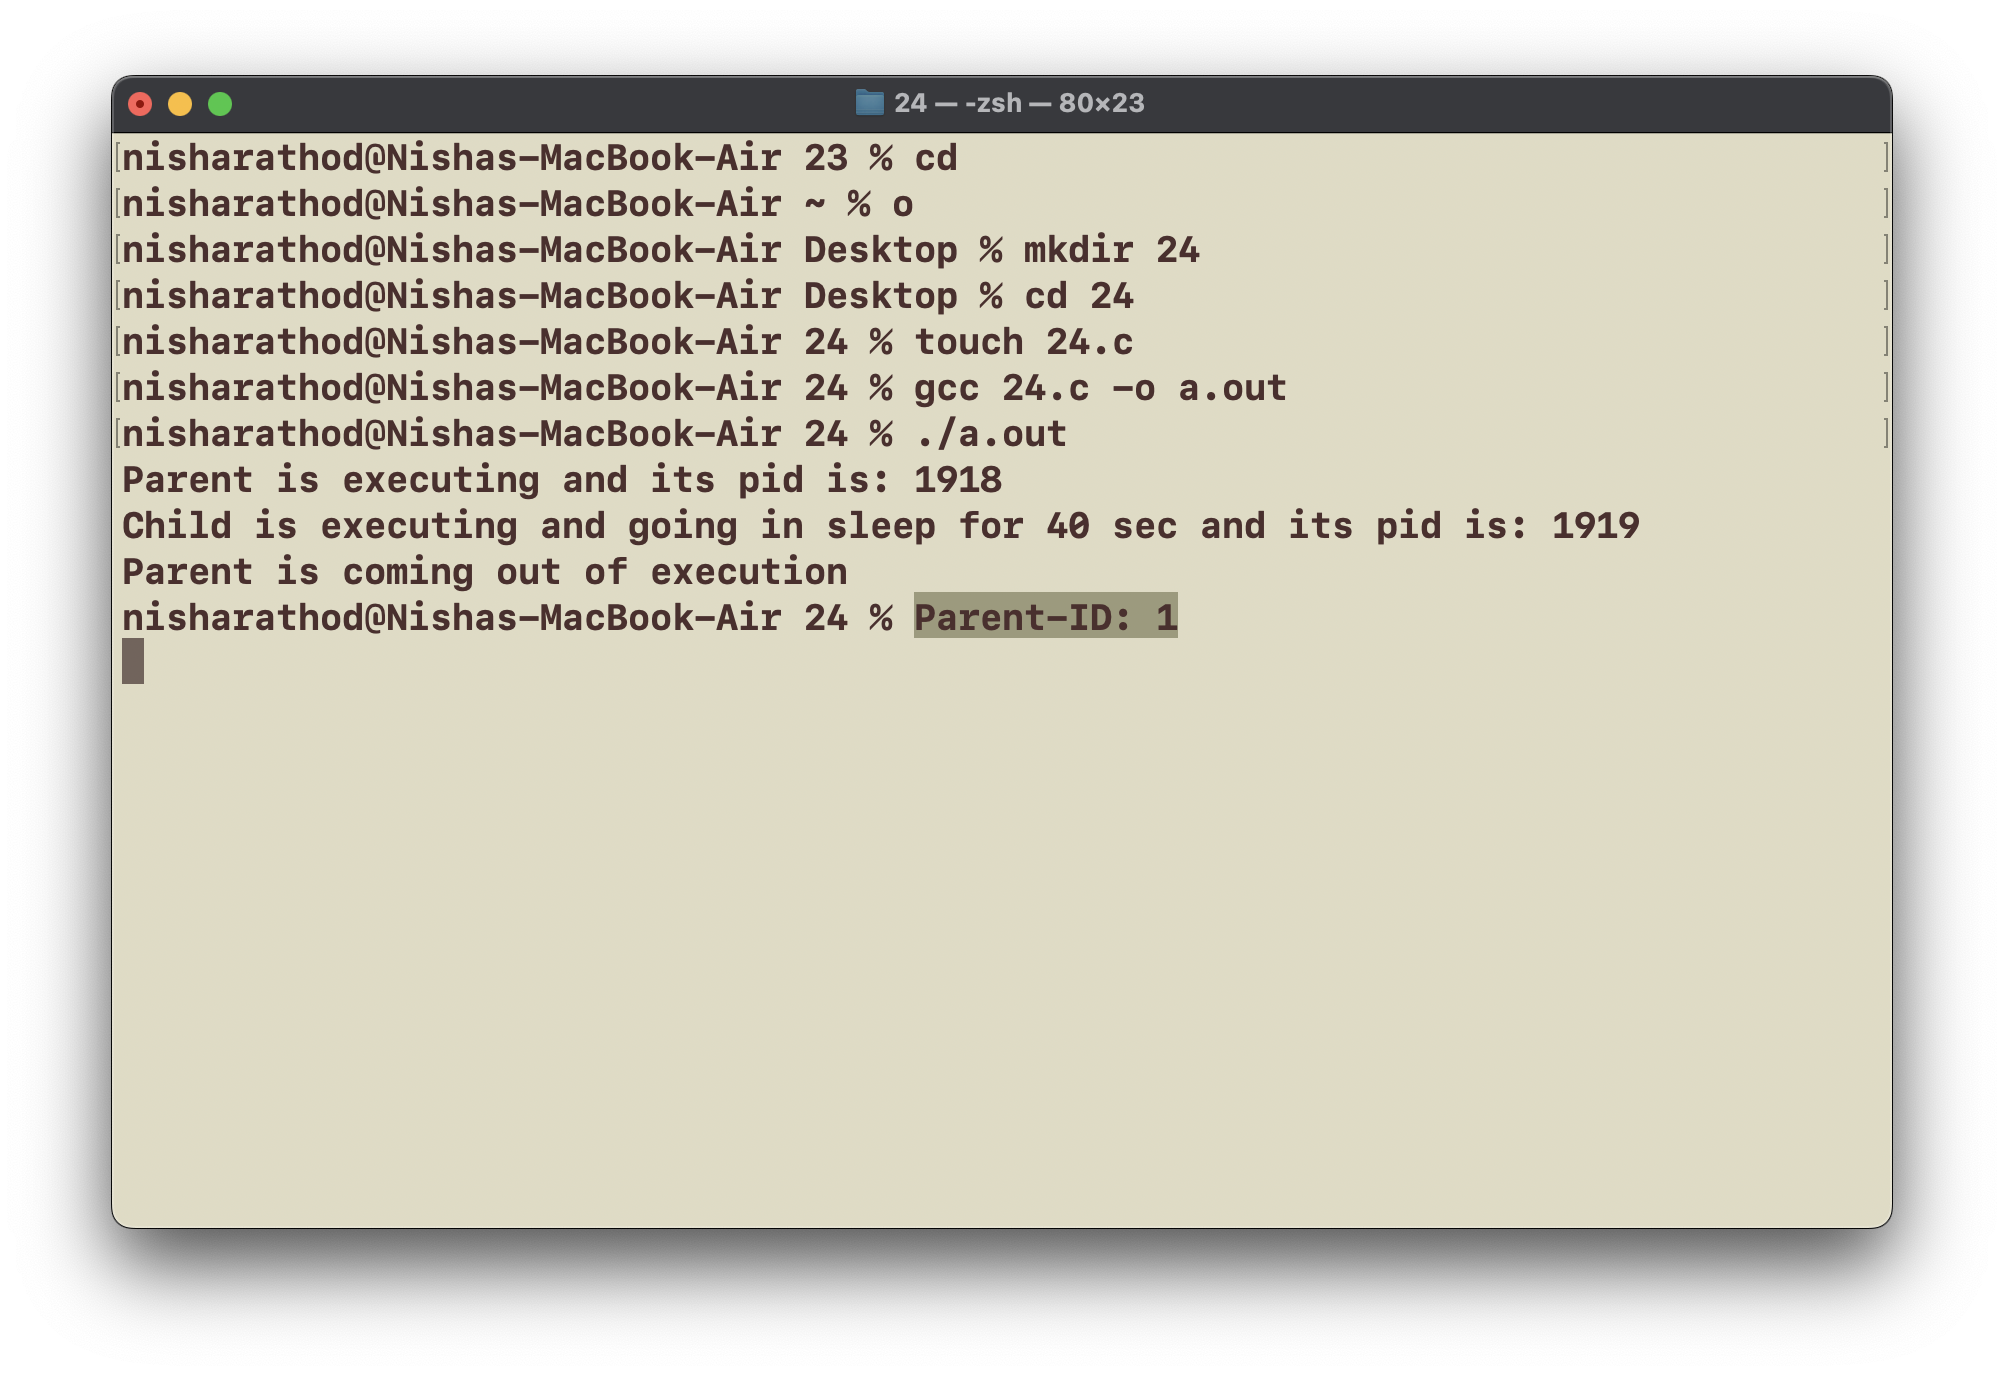 24 — -zsh — 80×23
nisharathod@Nishas-MacBook-Air 23 % cd
nisharathod@Nishas-MacBook-Air ~ % o
nisharathod@Nishas-MacBook-Air Desktop % mkdir 24
nisharathod@Nishas-MacBook-Air Desktop % cd 24
nisharathod@Nishas-MacBook-Air 24 % touch 24.c
nisharathod@Nishas-MacBook-Air 24 % gcc 24.c -o a.out
nisharathod@Nishas-MacBook-Air 24 % ./a.out
Parent is executing and its pid is: 1918
Child is executing and going in sleep for 40 sec and its pid is: 1919
Parent is coming out of execution
nisharathod@Nishas-MacBook-Air 24 % Parent-ID: 1